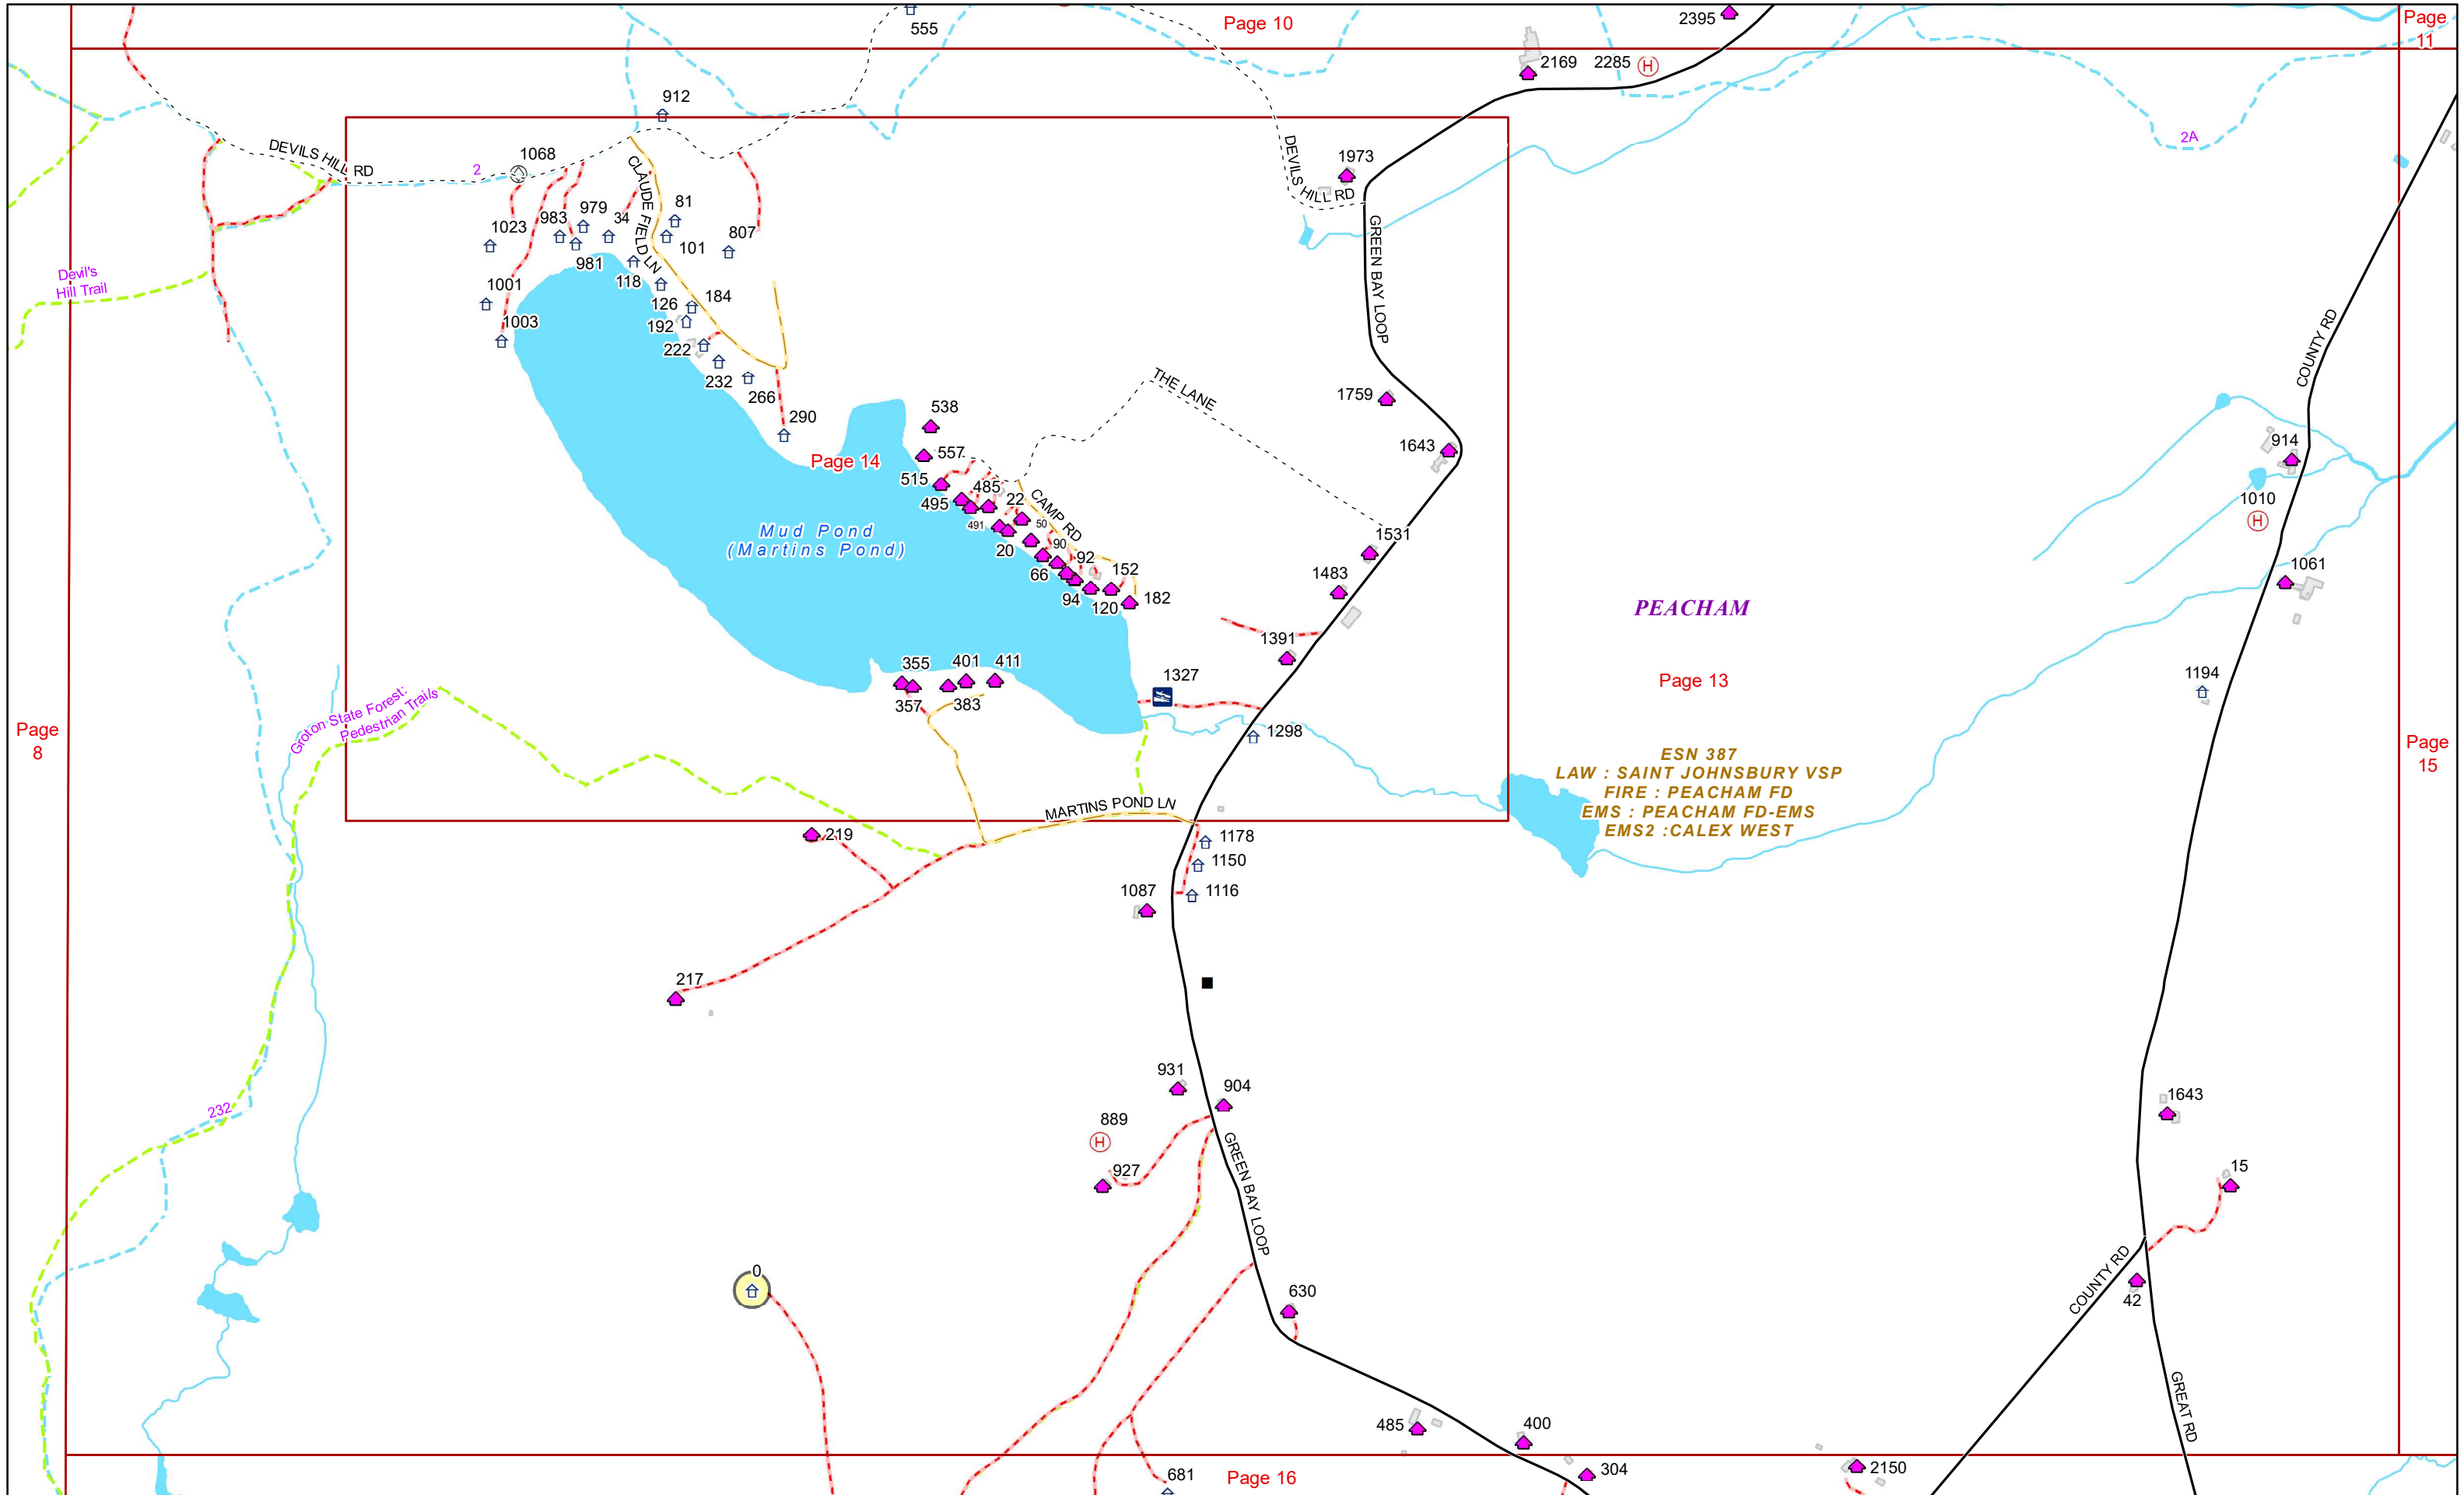 Page 10
Page
11
2395
555
2169
2285
H
912
2A
DEVILS HILL RD
2
1068
DEVILS HILL RD
1973
CLAUDE FIELD LN
983
979
34
81
1023
981
101
807
118
GREEN BAY LOOP
Devil's
Hill Trail
1001
126
184
1003
192
222
232
266
290
THE LANE
1759
COUNTY RD
538
1643
914
557
Page 14
515
485
495
22
CAMP RD
491
50
1010
H
Mud Pond
(Martins Pond)
20
90
1531
92
66
152
1483
1061
94
120
182
PEACHAM
1391
355
401
411
1327
Page 13
1194
357
383
Groton State Forest:
Pedestrian Trails
Page
8
1298
Page
15
ESN 387
LAW : SAINT JOHNSBURY VSP
FIRE : PEACHAM FD
EMS : PEACHAM FD-EMS
EMS2 :CALEX WEST
MARTINS POND LN
219
1178
1150
1087
1116
217
931
904
232
889
H
1643
927
GREEN BAY LOOP
15
0
COUNTY RD
630
42
GREAT RD
485
400
681
Page 16
304
2150